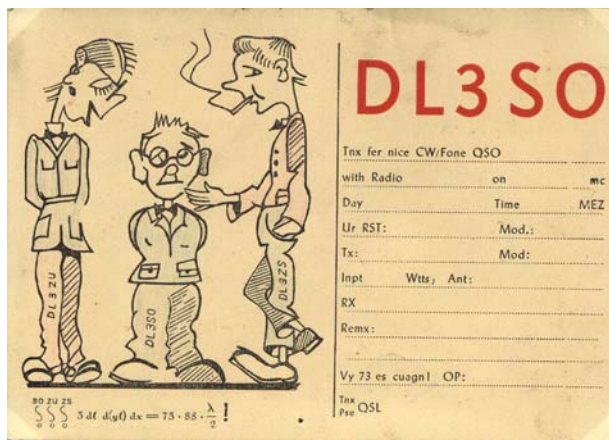 DL3ZU
DL3SO
DL3ZS
SO ZU ZS
∫∫∫ 3 dl d(yl) dx = 73 · 88 · λ/2 !
o o o
DL3SO
Tnx fer nice CW/Fone QSO
with Radio on mc
Day Time MEZ
Ur RST: Mod.:
Tx: Mod:
Inpt Wtts; Ant:
RX
Remx:
Vy 73 es cuagn! OP:
Tnx
Pse QSL